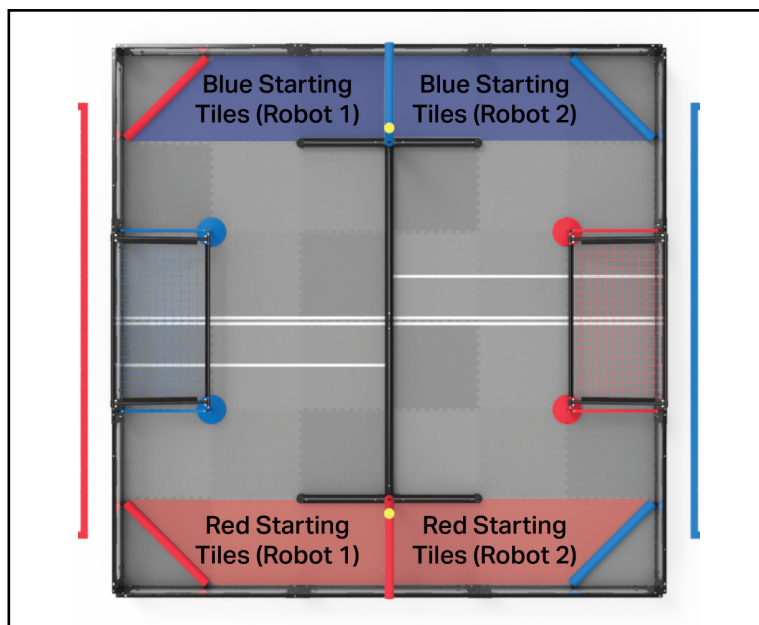 Blue Starting
Tiles (Robot 1)
Blue Starting
Tiles (Robot 2)
Red Starting
Tiles (Robot 1)
Red Starting
Tiles (Robot 2)